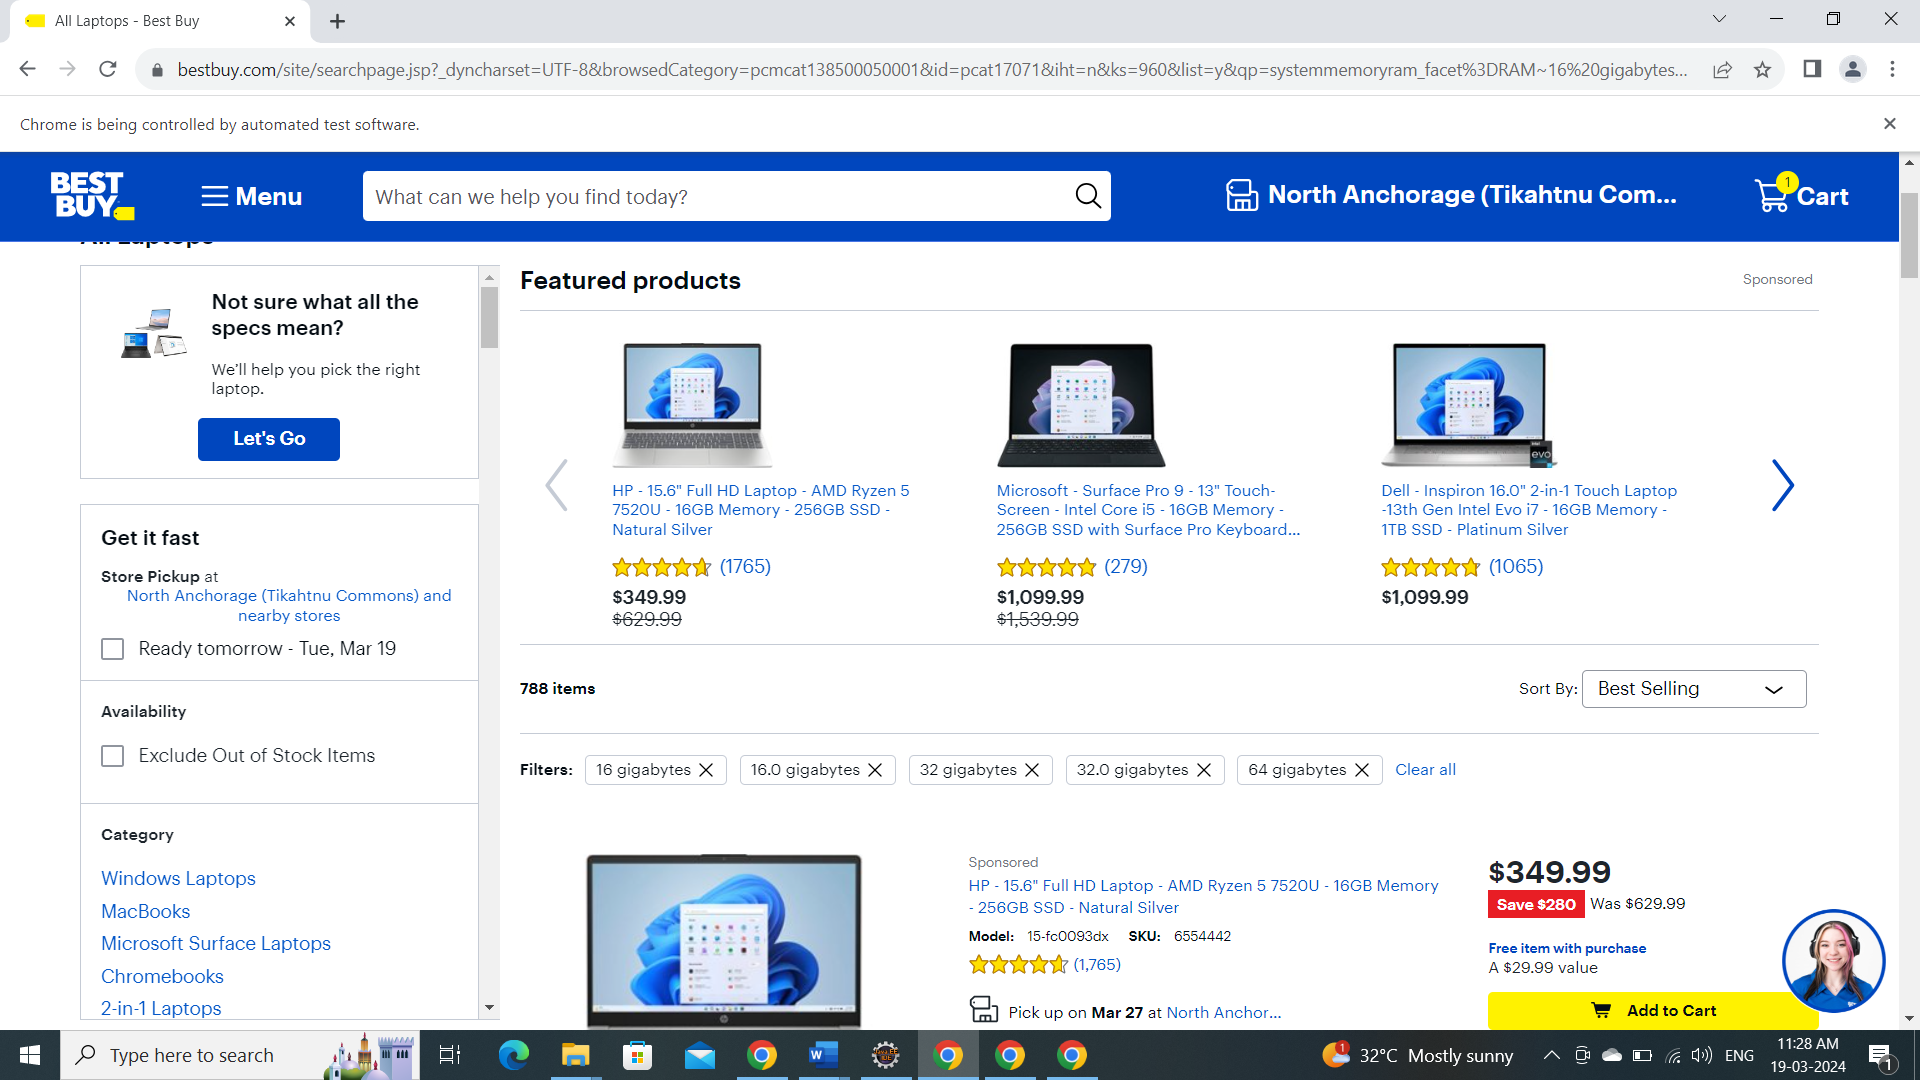 All Laptops - Best Buy
bestbuy.com/site/searchpage.jsp?_dyncharset=UTF-8&browsedCategory=pcmcat138500050001&id=pcat17071&iht=n&ks=960&list=y&qp=systemmemoryram_facet%3DRAM~16%20gigabytes...
Chrome is being controlled by automated test software.
BEST
BUY
Menu
What can we help you find today?
North Anchorage (Tikahtnu Com...
1
Cart
All Laptops
Not sure what all the
specs mean?
We'll help you pick the right
laptop.
Let's Go
Get it fast
Store Pickup at
North Anchorage (Tikahtnu Commons) and
nearby stores
Ready tomorrow - Tue, Mar 19
Availability
Exclude Out of Stock Items
Category
Windows Laptops
MacBooks
Microsoft Surface Laptops
Chromebooks
2-in-1 Laptops
Featured products
Sponsored
HP - 15.6" Full HD Laptop - AMD Ryzen 5
7520U - 16GB Memory - 256GB SSD -
Natural Silver
(1765)
$349.99
$629.99
Microsoft - Surface Pro 9 - 13" Touch-
Screen - Intel Core i5 - 16GB Memory -
256GB SSD with Surface Pro Keyboard...
(279)
$1,099.99
$1,539.99
evo
Dell - Inspiron 16.0" 2-in-1 Touch Laptop
-13th Gen Intel Evo i7 - 16GB Memory -
1TB SSD - Platinum Silver
(1065)
$1,099.99
788 items
Sort By: Best Selling
Filters: 16 gigabytes 16.0 gigabytes 32 gigabytes 32.0 gigabytes 64 gigabytes Clear all
Sponsored
HP - 15.6" Full HD Laptop - AMD Ryzen 5 7520U - 16GB Memory
- 256GB SSD - Natural Silver
Model: 15-fc0093dx SKU: 6554442
(1,765)
Pick up on Mar 27 at North Anchor...
$349.99
Save $280 Was $629.99
Free item with purchase
A $29.99 value
Add to Cart
Type here to search
1
32°C Mostly sunny
ENG
11:28 AM
19-03-2024
1